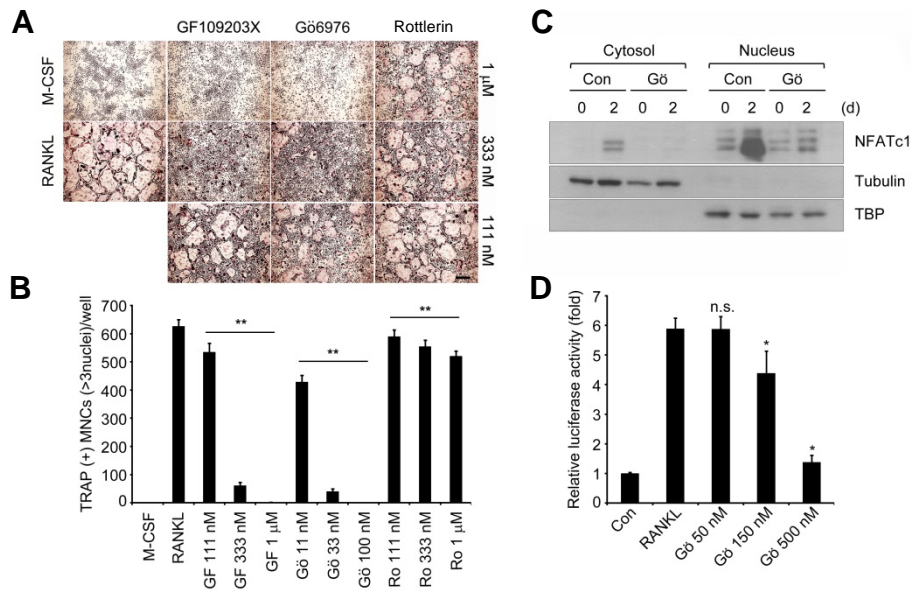 A
GF109203X Gö6976 Rottlerin
M-CSF
RANKL
1 μM
333 nM
111 nM
B
TRAP (+) MNCs (>3nuclei)/well
700
600
500
400
300
200
100
0
** ** **
M-CSF
RANKL
GF 111 nM
GF 333 nM
GF 1 μM
Gö 11 nM
Gö 33 nM
Gö 100 nM
Ro 111 nM
Ro 333 nM
Ro 1 μM
C
Cytosol Nucleus
Con Gö Con Gö
0 2 0 2 0 2 0 2 (d)
NFATc1
Tubulin
TBP
D
Relative luciferase activity (fold)
7
6
5
4
3
2
1
0
n.s.
*
*
Con
RANKL
Gö 50 nM
Gö 150 nM
Gö 500 nM